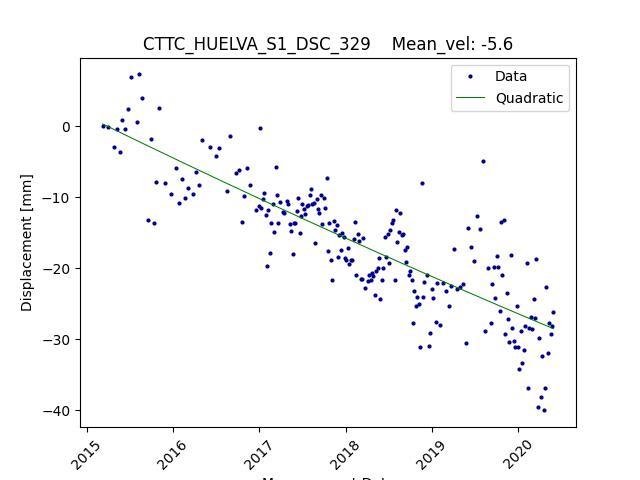 CTTC_HUELVA_S1_DSC_329 Mean_vel: -5.6
Data
Quadratic
0
−10
−20
−30
−40
Displacement [mm]
2015
2016
2017
2018
2019
2020